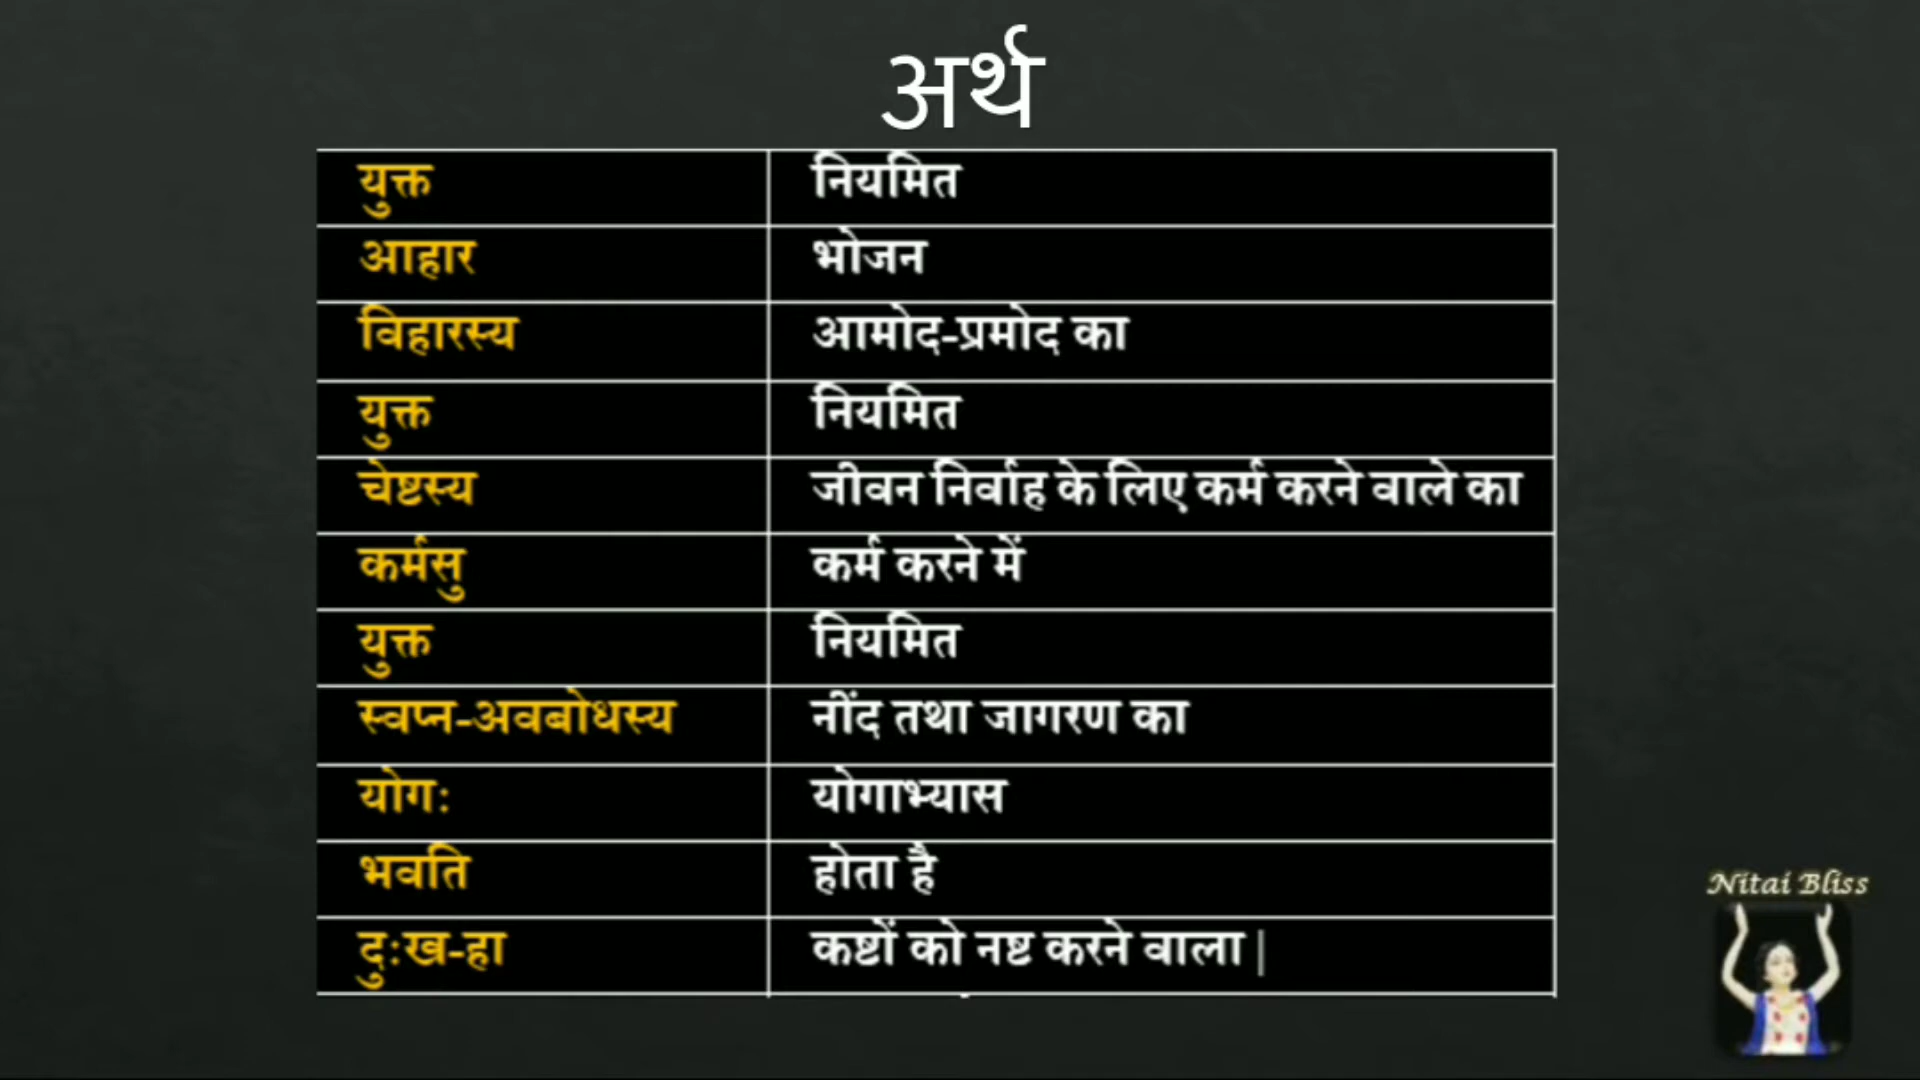 अर्थ
युक्त नियमित
आहार भोजन
विहारस्य आमोद-प्रमोद का
युक्त नियमित
चेष्टस्य जीवन निर्वाह के लिए कर्म करने वाले का
कर्मसु कर्म करने में
युक्त नियमित
स्वप्न-अवबोधस्य नींद तथा जागरण का
योगः योगाभ्यास
भवति होता है
दुःख-हा कष्टों को नष्ट करने वाला |
Nitai Bliss